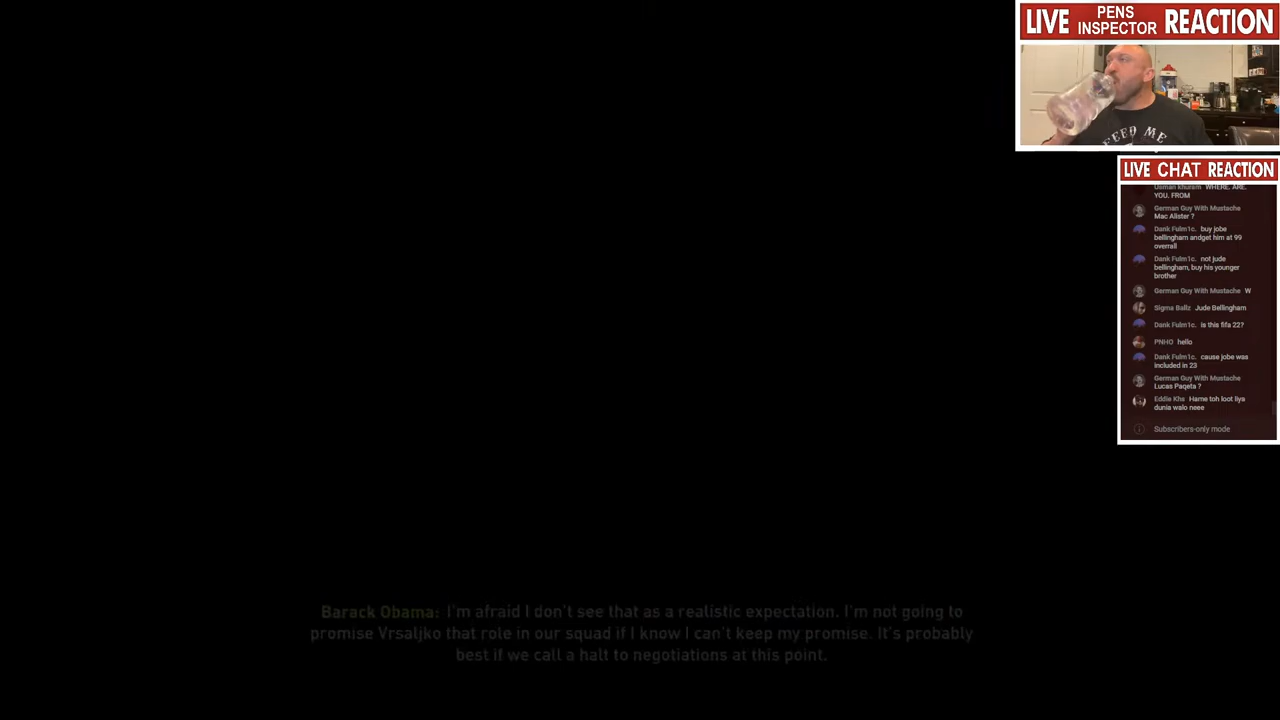 LIVE PENS INSPECTOR REACTION
FEED ME
LIVE CHAT REACTION
Usman khuram WHERE. ARE.
YOU. FROM
German Guy With Mustache
Mac Alister ?
Dank Fulm1c. buy jobe
bellingham andget him at 99
overrall
Dank Fulm1c. not jude
bellingham, buy his younger
brother
German Guy With Mustache W
Sigma Ballz Jude Bellingham
Dank Fulm1c. is this fifa 22?
PNHO hello
Dank Fulm1c. cause jobe was
included in 23
German Guy With Mustache
Lucas Paqeta ?
Eddie Khs Hame toh loot liya
dunia walo neee
Subscribers-only mode
Barack Obama: I'm afraid I don't see that as a realistic expectation. I'm not going to
promise Vrsaljko that role in our squad if I know I can't keep my promise. It's probably
best if we call a halt to negotiations at this point.